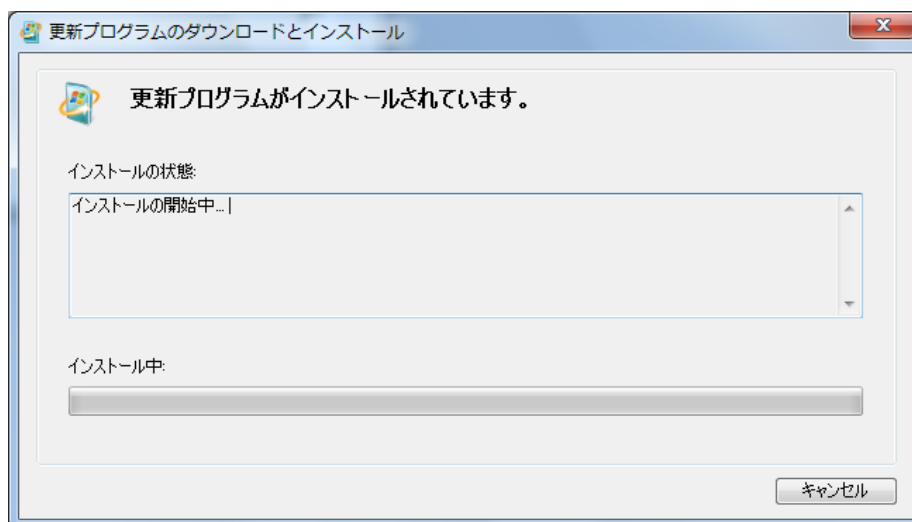 更新プログラムのダウンロードとインストール
更新プログラムがインストールされています。
インストールの状態:
インストールの開始中...
インストール中:
キャンセル